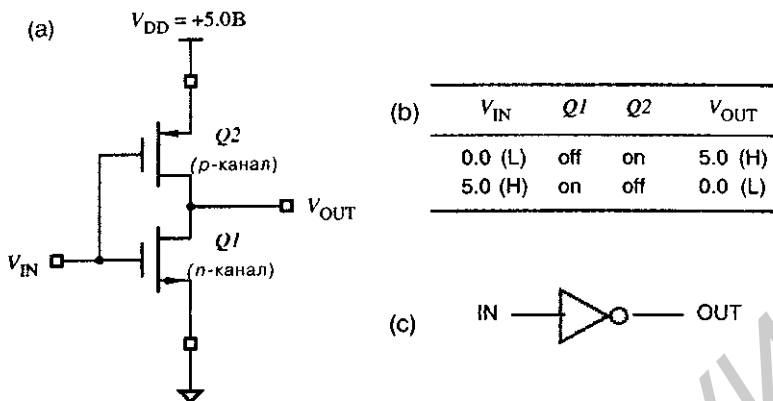 (a)
V_DD = +5.0В
Q2
(p-канал)
V_OUT
Q1
(n-канал)
V_IN
(b)
V_IN Q1 Q2 V_OUT
0.0 (L) off on 5.0 (H)
5.0 (H) on off 0.0 (L)
(c)
IN OUT